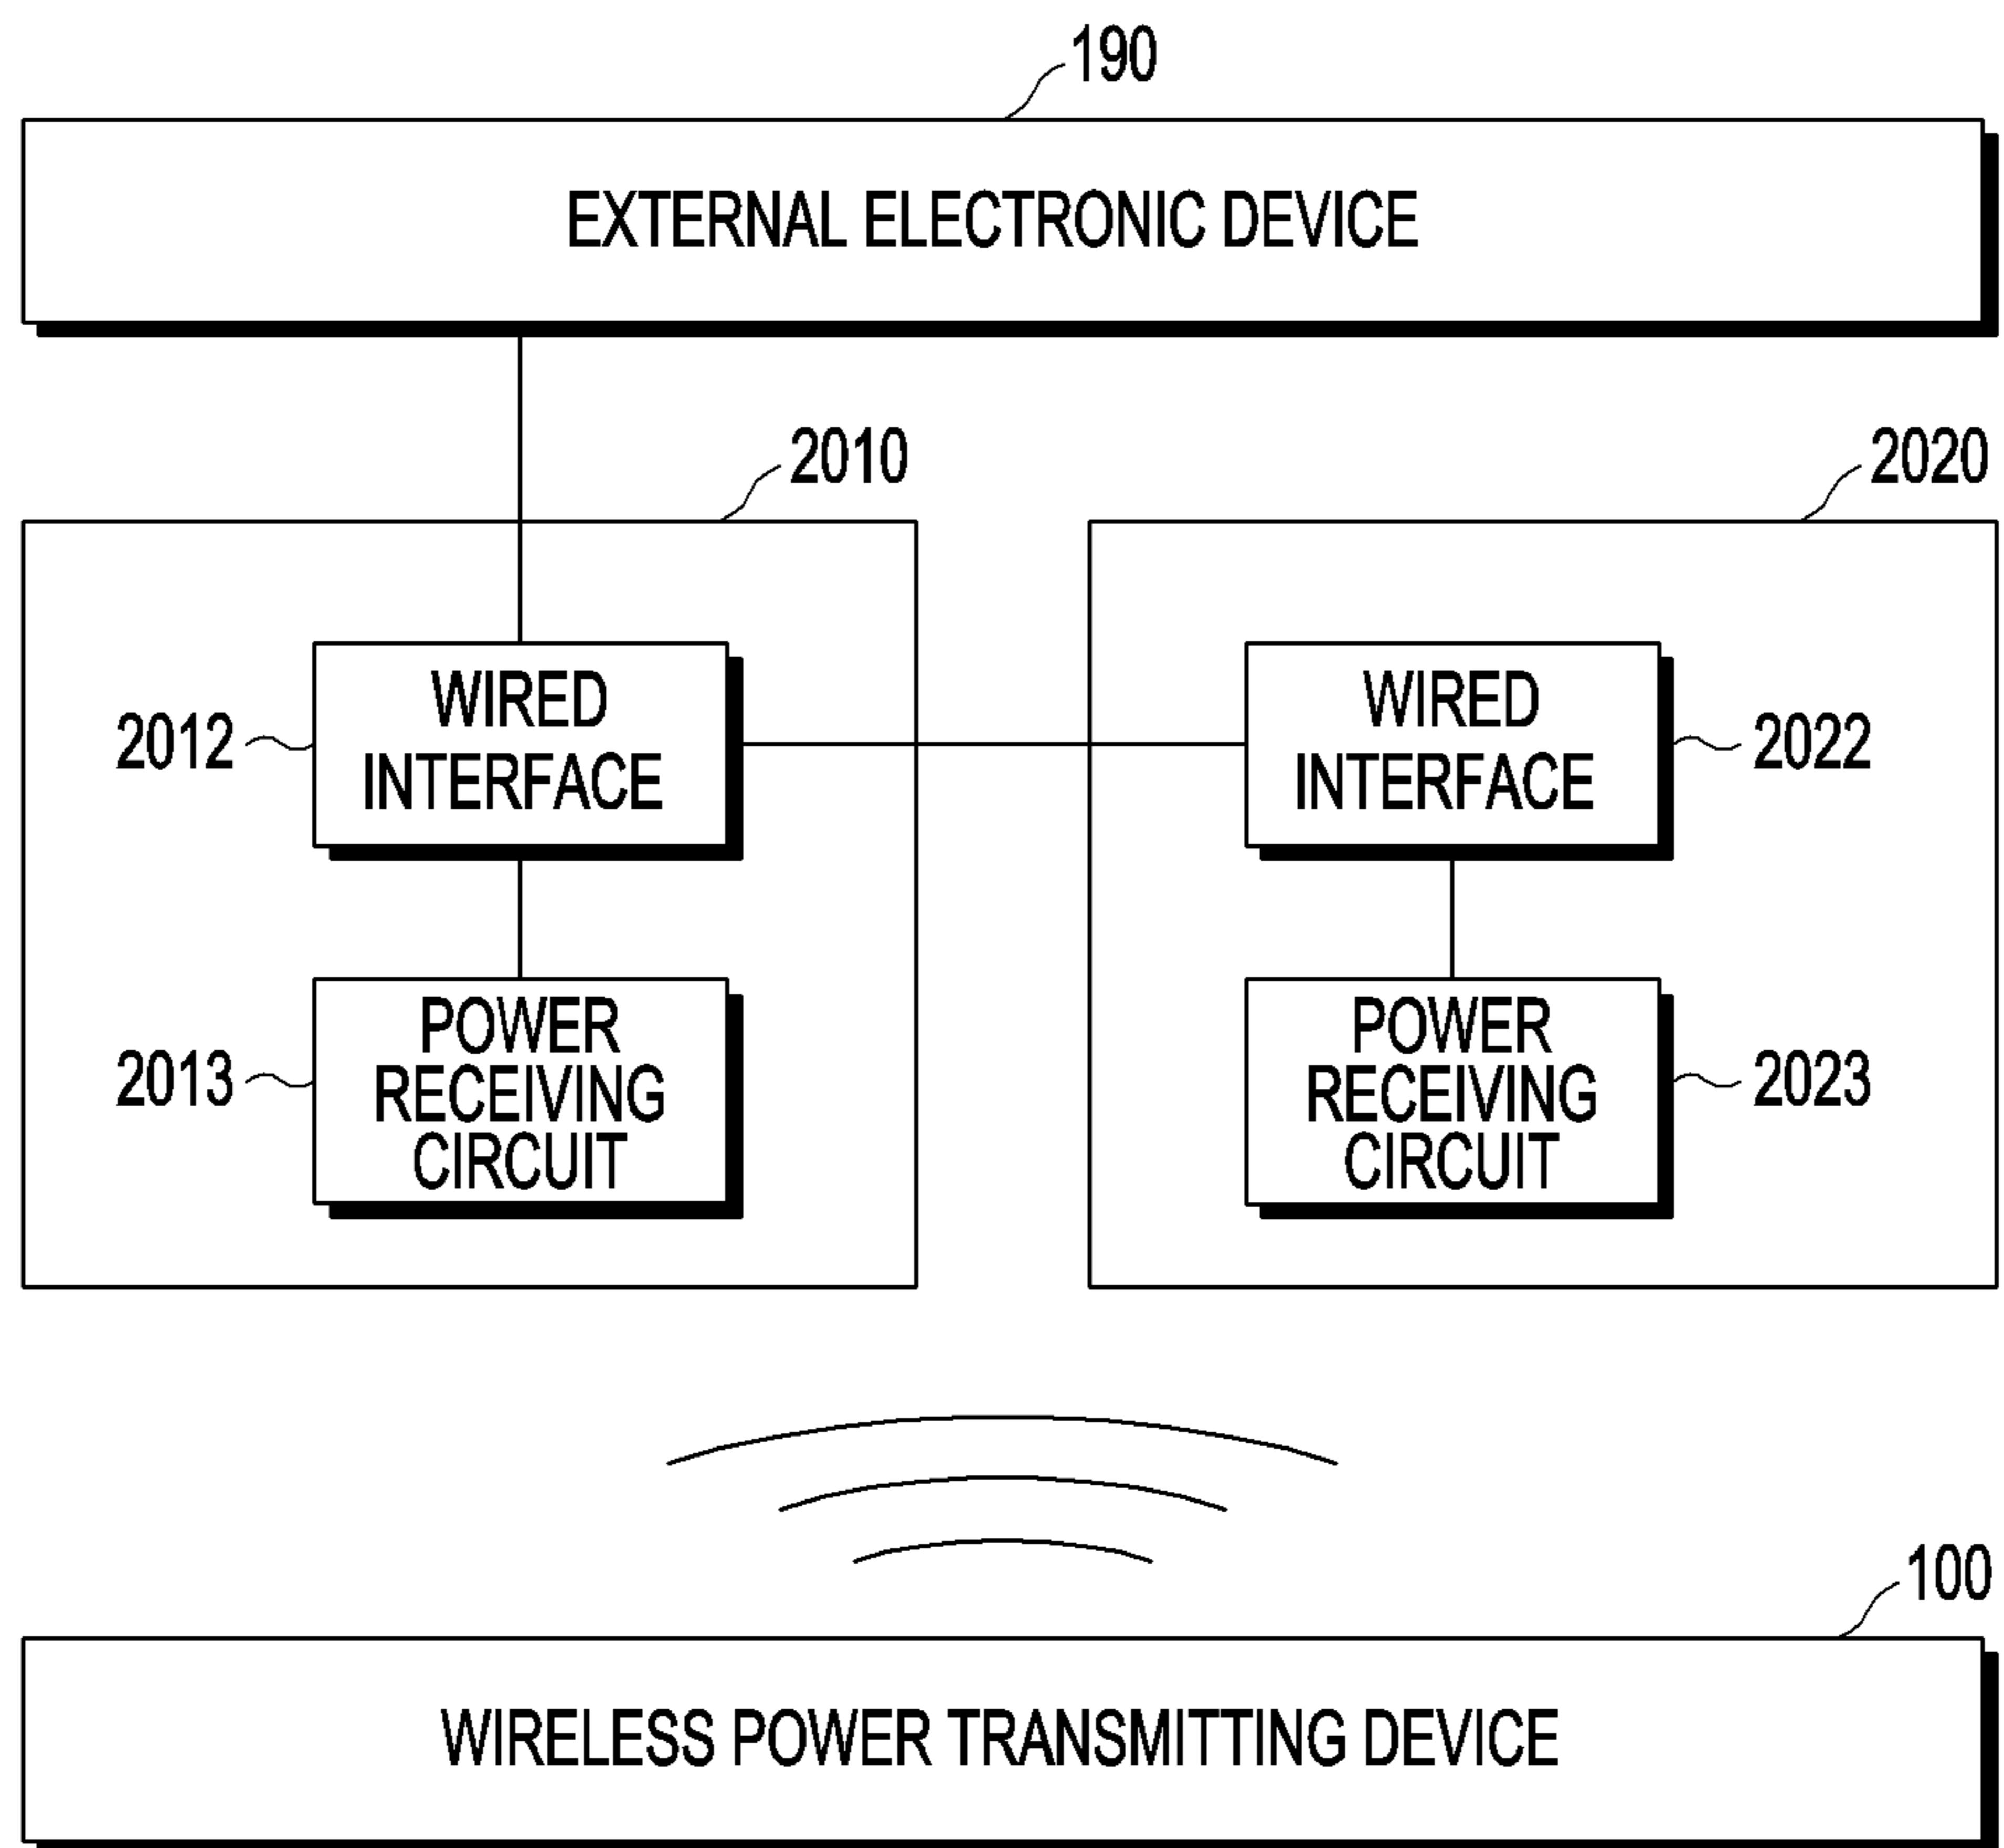 190
EXTERNAL ELECTRONIC DEVICE
2010
2020
2012
WIRED
INTERFACE
WIRED
INTERFACE
2022
2013
POWER
RECEIVING
CIRCUIT
POWER
RECEIVING
CIRCUIT
2023
100
WIRELESS POWER TRANSMITTING DEVICE